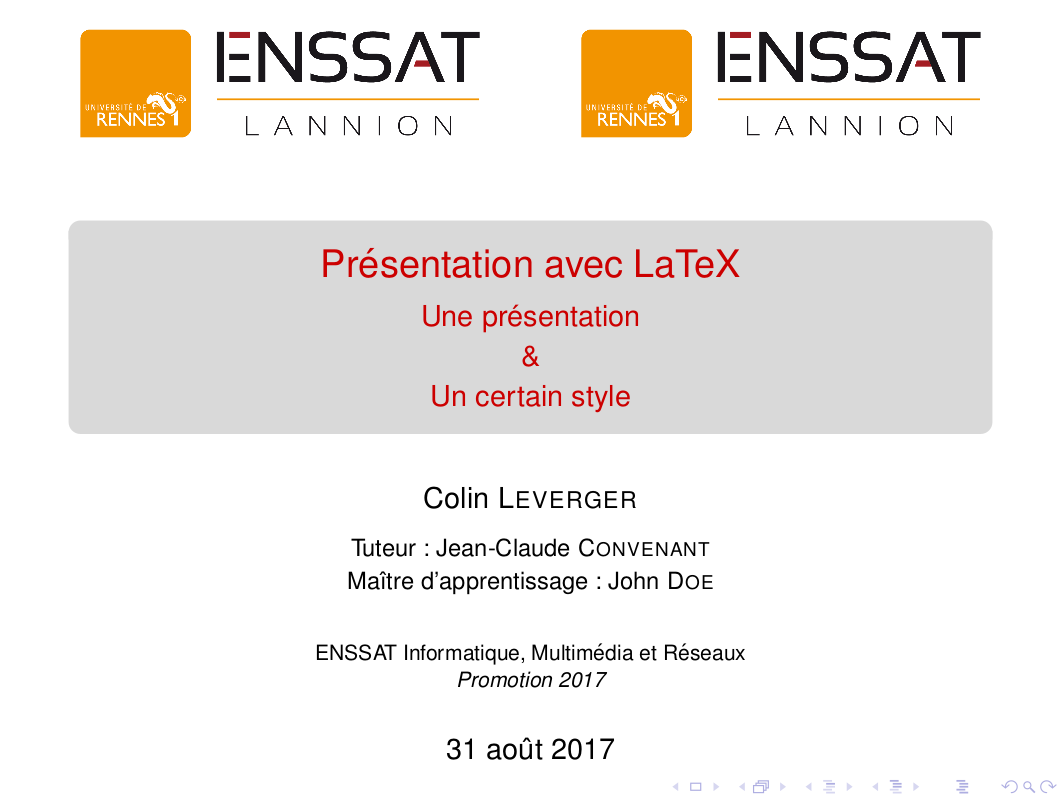 UNIVERSITÉ DE
RENNES 1
ENSSAT
LANNION
UNIVERSITÉ DE
RENNES 1
ENSSAT
LANNION
Présentation avec LaTeX
Une présentation
&
Un certain style
Colin LEVERGER
Tuteur : Jean-Claude CONVENANT
Maître d'apprentissage : John DOE
ENSSAT Informatique, Multimédia et Réseaux
Promotion 2017
31 août 2017